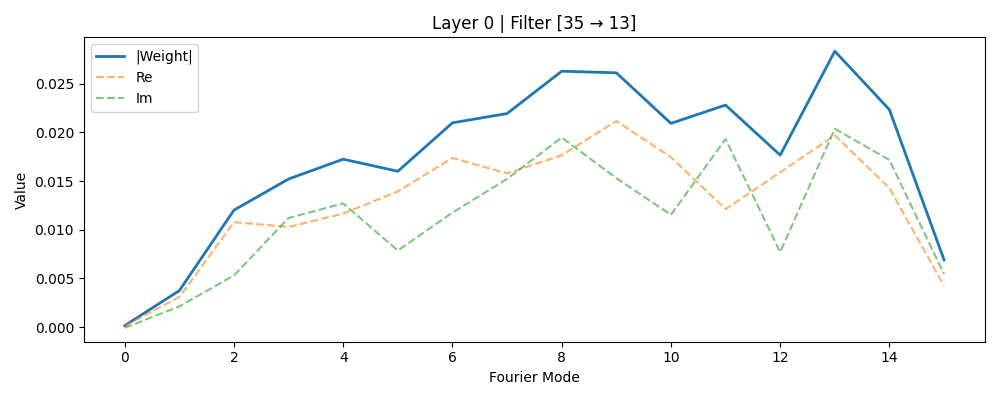 Layer 0 | Filter [35 → 13]
|Weight|
Re
Im
Value
0.025
0.020
0.015
0.010
0.005
0.000
0 2 4 6 8 10 12 14
Fourier Mode